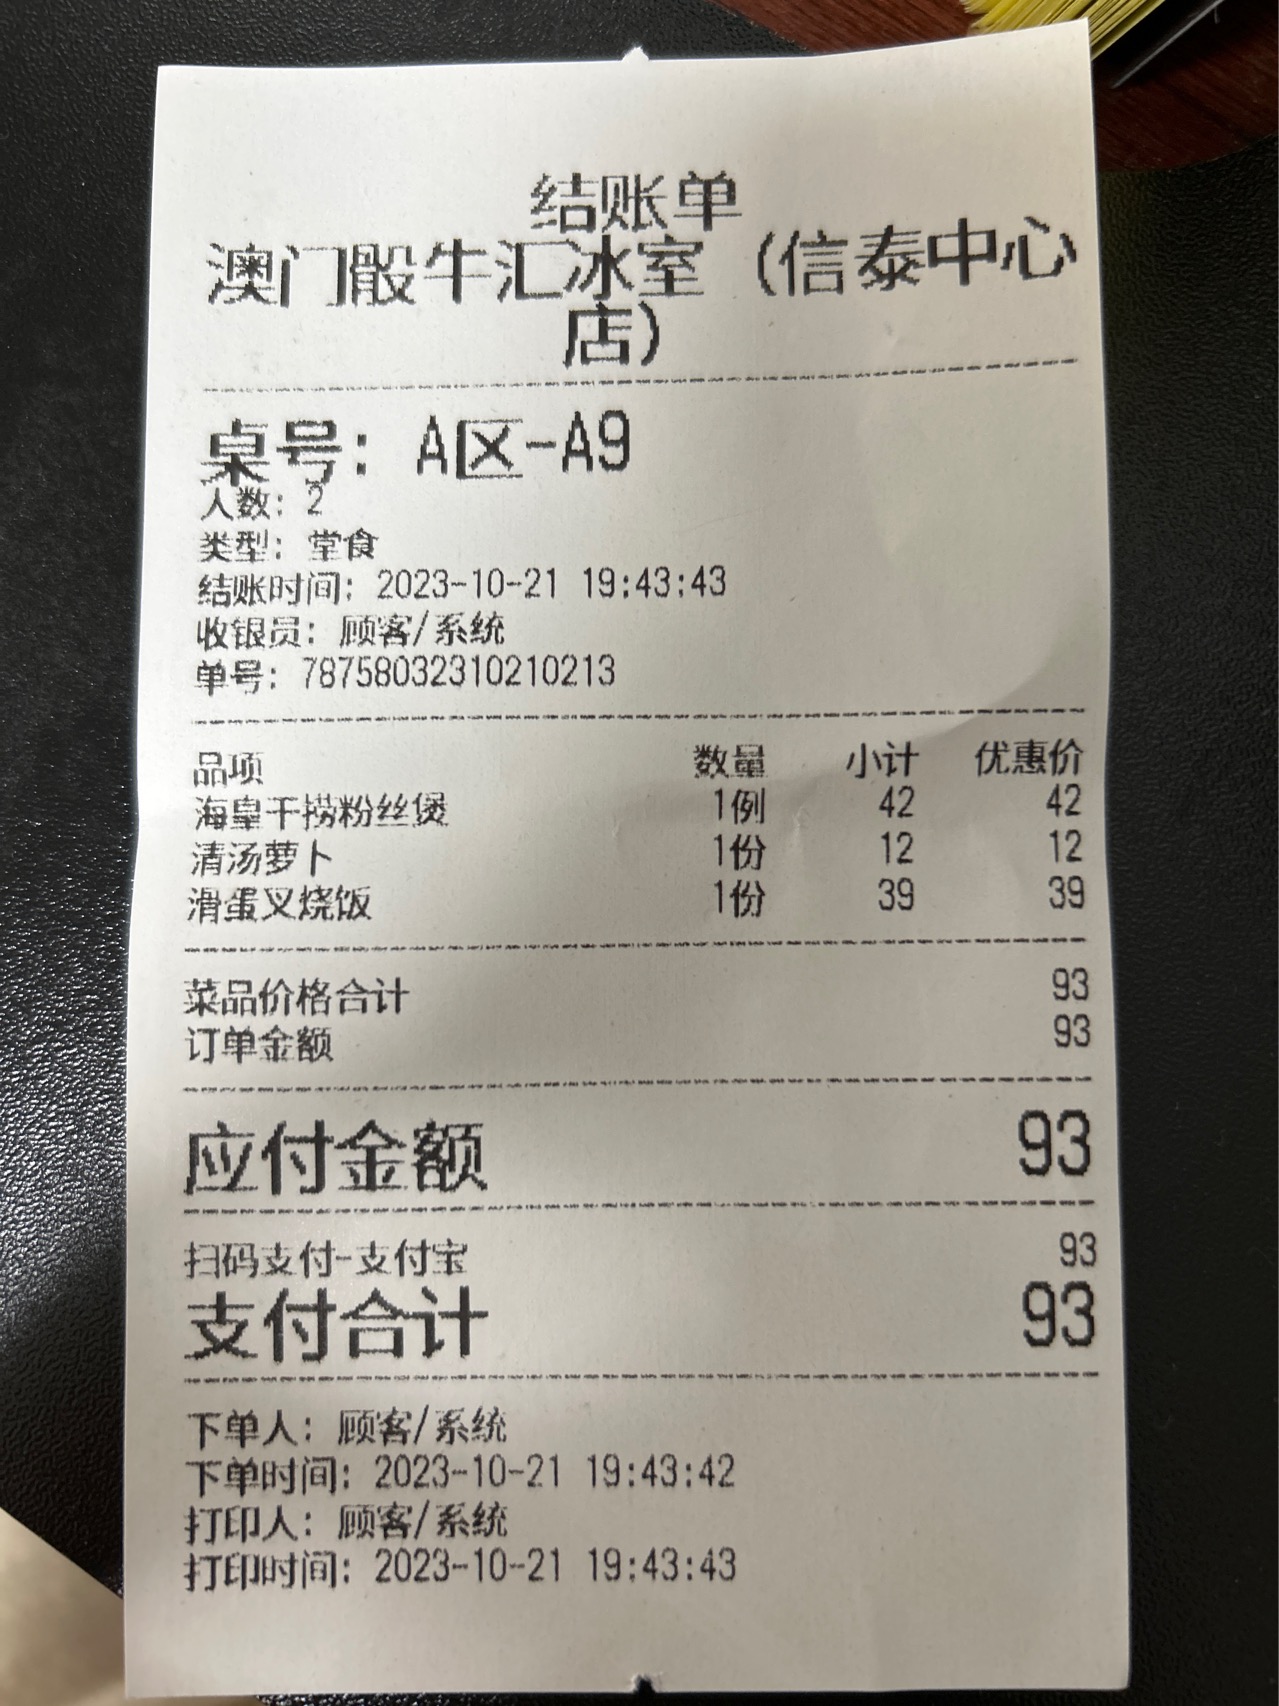 结账单
澳门骰牛汇冰室（信泰中心
店）
桌号：A区-A9
人数：2
类型：堂食
结账时间：2023-10-21 19:43:43
收银员：顾客/系统
单号：78758032310210213
品项 数量 小计 优惠价
海皇干捞粉丝煲 1例 42 42
清汤萝卜 1份 12 12
滑蛋叉烧饭 1份 39 39
菜品价格合计 93
订单金额 93
应付金额 93
扫码支付-支付宝 93
支付合计 93
下单人：顾客/系统
下单时间：2023-10-21 19:43:42
打印人：顾客/系统
打印时间：2023-10-21 19:43:43